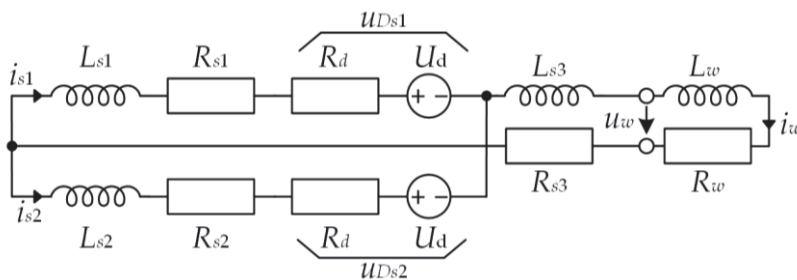 uDs1
Ls1 Rs1 Rd Ud Ls3 Lw
is1
+ -
uw iw
is2
+ -
Rs3 Rw
Ls2 Rs2 Rd Ud
uDs2